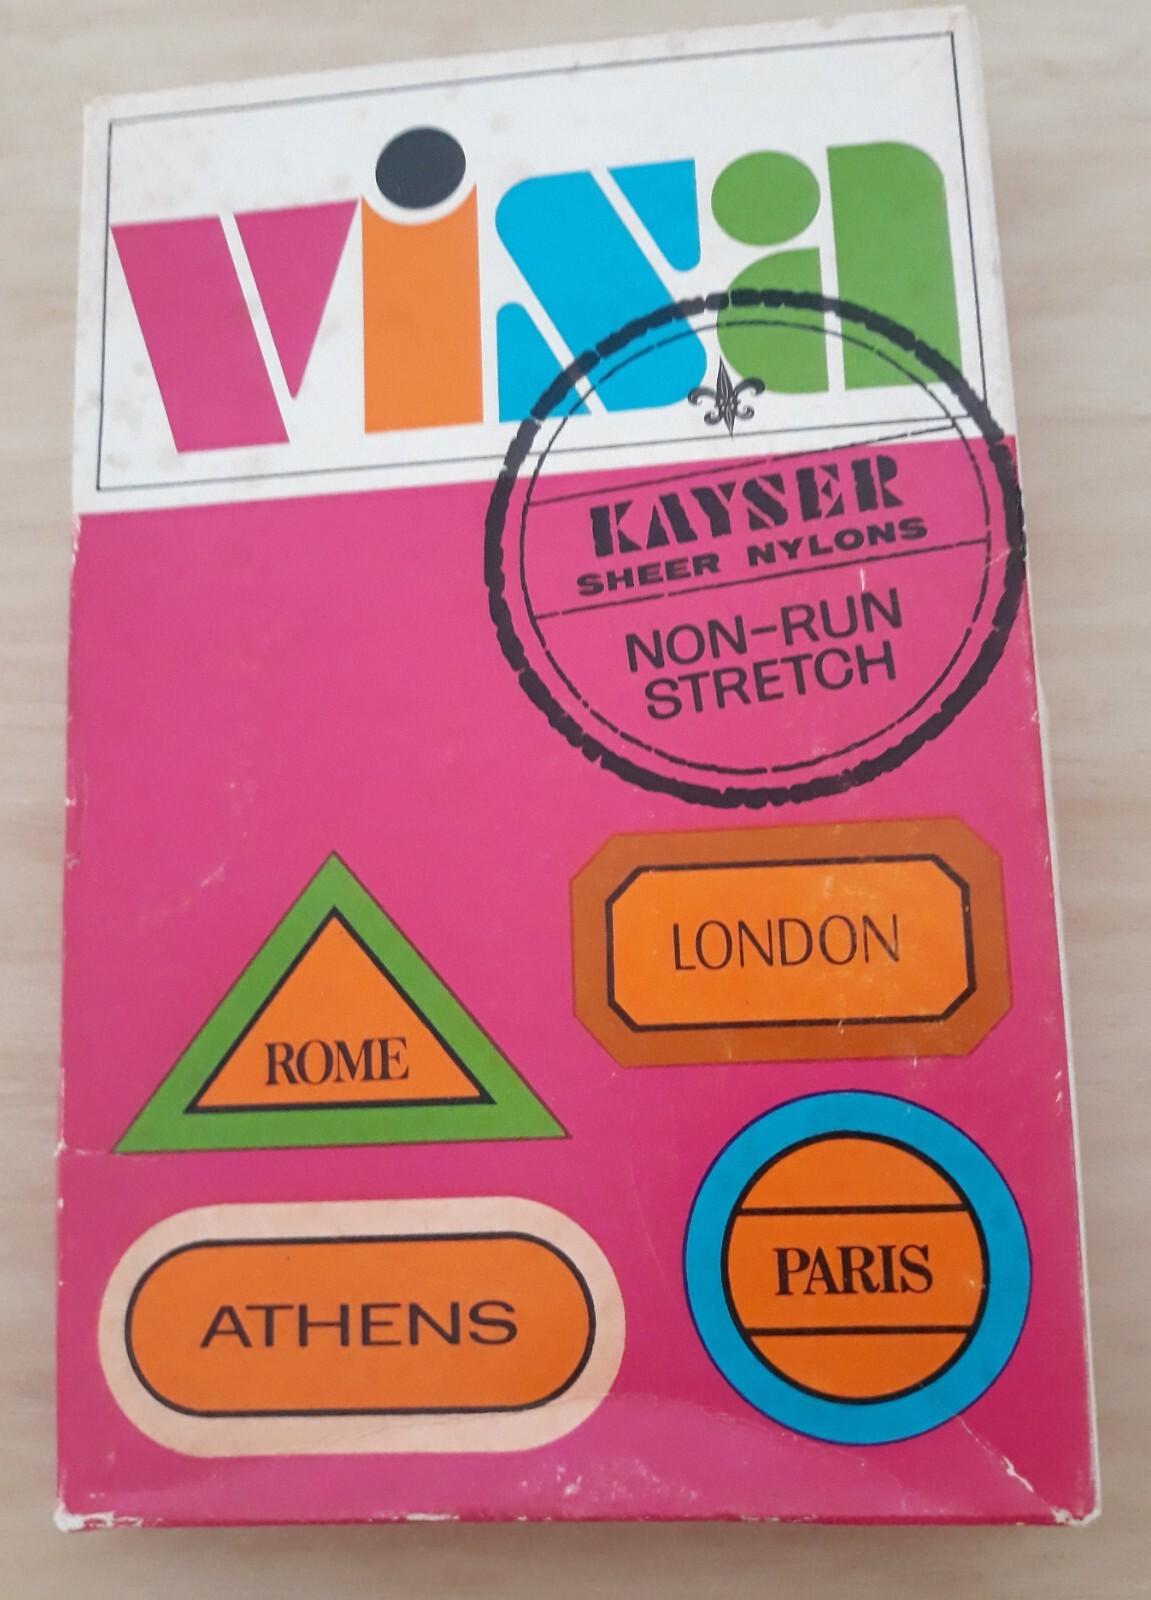 visa
KAYSER
SHEER NYLONS
NON-RUN
STRETCH
LONDON
ROME
PARIS
ATHENS